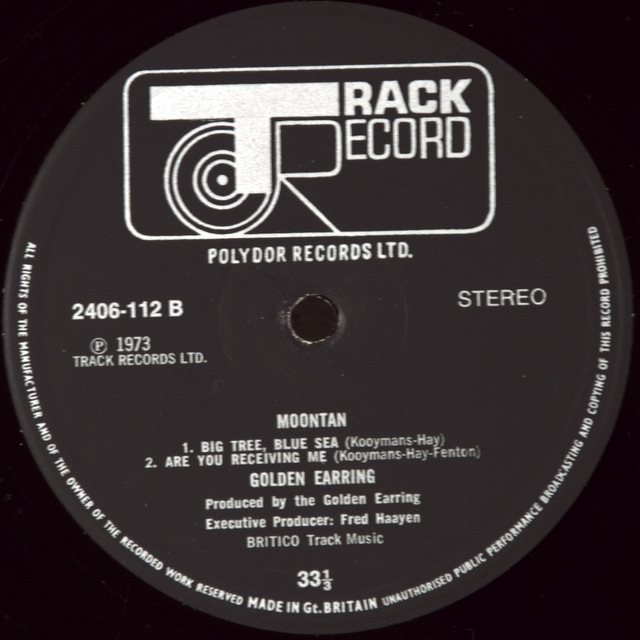 TRACK
RECORD
POLYDOR RECORDS LTD.
2406-112 B
STEREO
℗ 1973
TRACK RECORDS LTD.
MOONTAN
1. BIG TREE, BLUE SEA (Kooymans-Hay)
2. ARE YOU RECEIVING ME (Kooymans-Hay-Fenton)
GOLDEN EARRING
Produced by the Golden Earring
Executive Producer: Fred Haayen
BRITICO Track Music
33⅓
ALL RIGHTS OF THE MANUFACTURER AND OF THE OWNER OF THE RECORDED WORK RESERVED MADE IN Gt. BRITAIN UNAUTHORISED PUBLIC PERFORMANCE BROADCASTING AND COPYING OF THIS RECORD PROHIBITED